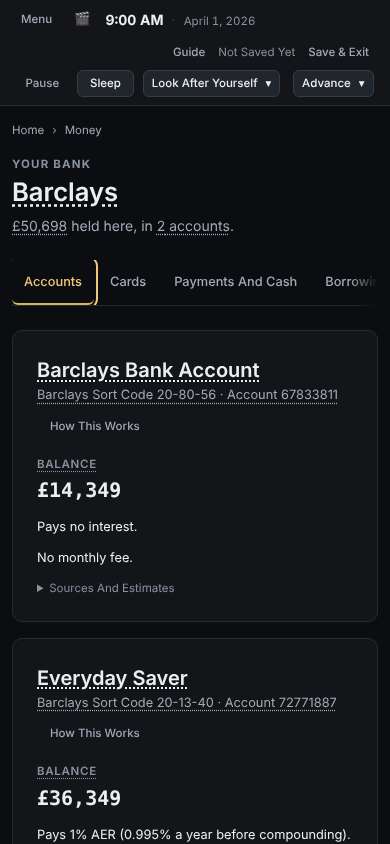 Menu 🎬 9:00 AM · April 1, 2026
Guide Not Saved Yet Save & Exit
Pause Sleep Look After Yourself ▾ Advance ▾
Home › Money
YOUR BANK
Barclays
£50,698 held here, in 2 accounts.
Accounts Cards Payments And Cash Borrowin
Barclays Bank Account
Barclays Sort Code 20-80-56 · Account 67833811
How This Works
BALANCE
£14,349
Pays no interest.
No monthly fee.
▶ Sources And Estimates
Everyday Saver
Barclays Sort Code 20-13-40 · Account 72771887
How This Works
BALANCE
£36,349
Pays 1% AER (0.995% a year before compounding).